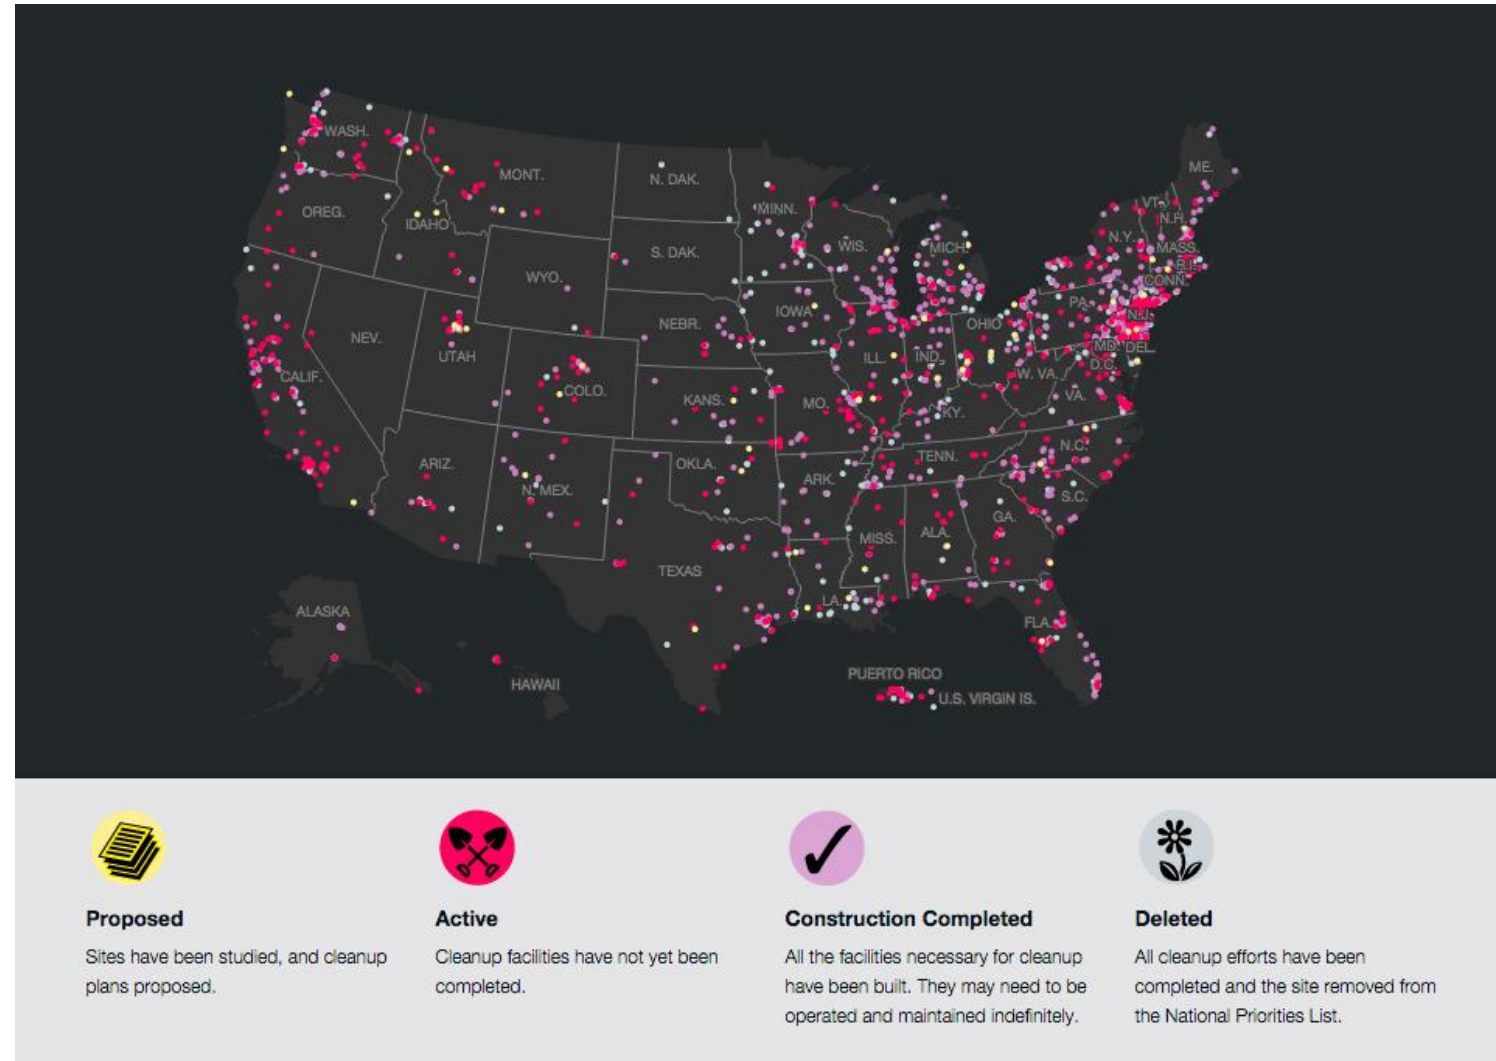 WASH.
ME.
MONT.
N. DAK.
VT.
OREG.
MINN.
N.H.
IDAHO
N.Y.
S. DAK.
WIS.
MICH.
MASS.
R.I.
WYO.
CONN.
IOWA
PA.
N.J.
NEBR.
OHIO
NEV.
UTAH
ILL.
IND.
MD.
DEL.
D.C.
CALIF.
COLO.
W. VA.
KANS.
MO.
VA.
KY.
ARIZ.
OKLA.
TENN.
N.C.
N. MEX.
ARK.
S.C.
GA.
MISS.
ALA.
TEXAS
LA.
ALASKA
FLA.
PUERTO RICO
HAWAII
U.S. VIRGIN IS.
Proposed
Sites have been studied, and cleanup
plans proposed.
Active
Cleanup facilities have not yet been
completed.
Construction Completed
All the facilities necessary for cleanup
have been built. They may need to be
operated and maintained indefinitely.
Deleted
All cleanup efforts have been
completed and the site removed from
the National Priorities List.